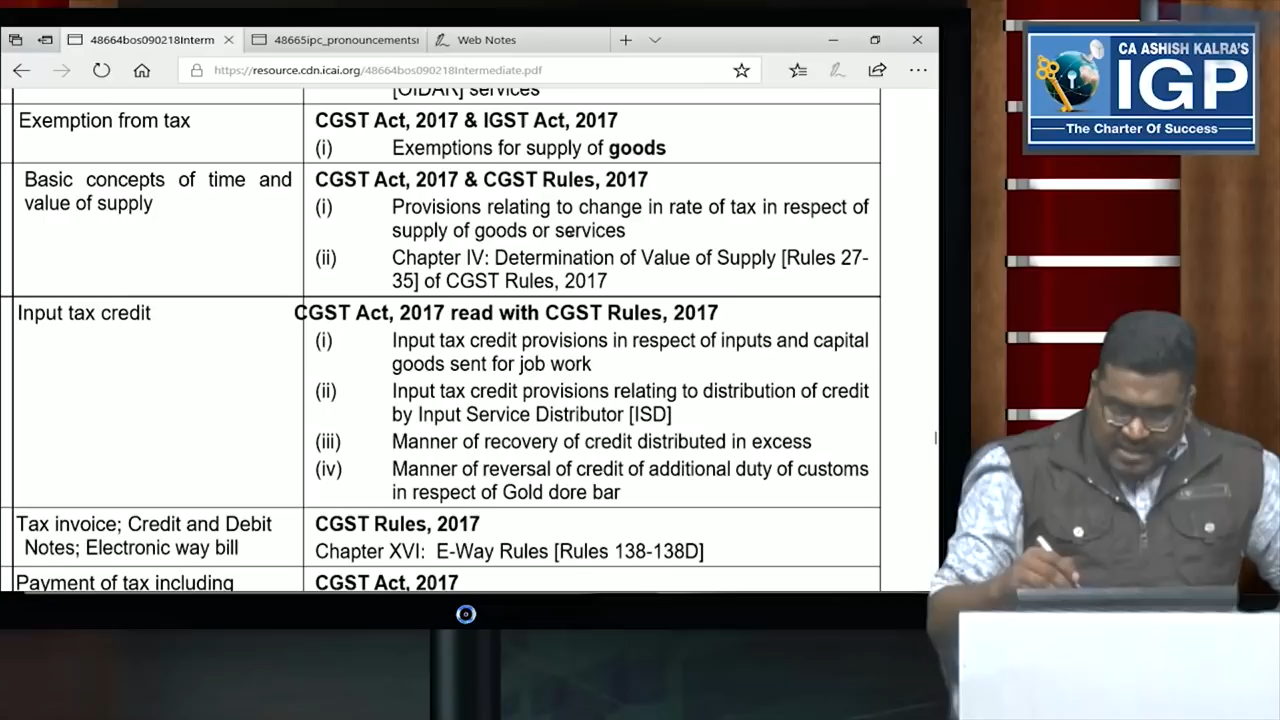 48664bos090218Interm
48665ipc_pronouncements
Web Notes
https://resource.cdn.icai.org/48664bos090218Intermediate.pdf
[OIDAR] services
Exemption from tax
CGST Act, 2017 & IGST Act, 2017
(i) Exemptions for supply of goods
Basic concepts of time and
value of supply
CGST Act, 2017 & CGST Rules, 2017
(i) Provisions relating to change in rate of tax in respect of
supply of goods or services
(ii) Chapter IV: Determination of Value of Supply [Rules 27-
35] of CGST Rules, 2017
Input tax credit
CGST Act, 2017 read with CGST Rules, 2017
(i) Input tax credit provisions in respect of inputs and capital
goods sent for job work
(ii) Input tax credit provisions relating to distribution of credit
by Input Service Distributor [ISD]
(iii) Manner of recovery of credit distributed in excess
(iv) Manner of reversal of credit of additional duty of customs
in respect of Gold dore bar
Tax invoice; Credit and Debit
Notes; Electronic way bill
CGST Rules, 2017
Chapter XVI: E-Way Rules [Rules 138-138D]
Payment of tax including
CGST Act, 2017
CA ASHISH KALRA'S
IGP
The Charter Of Success